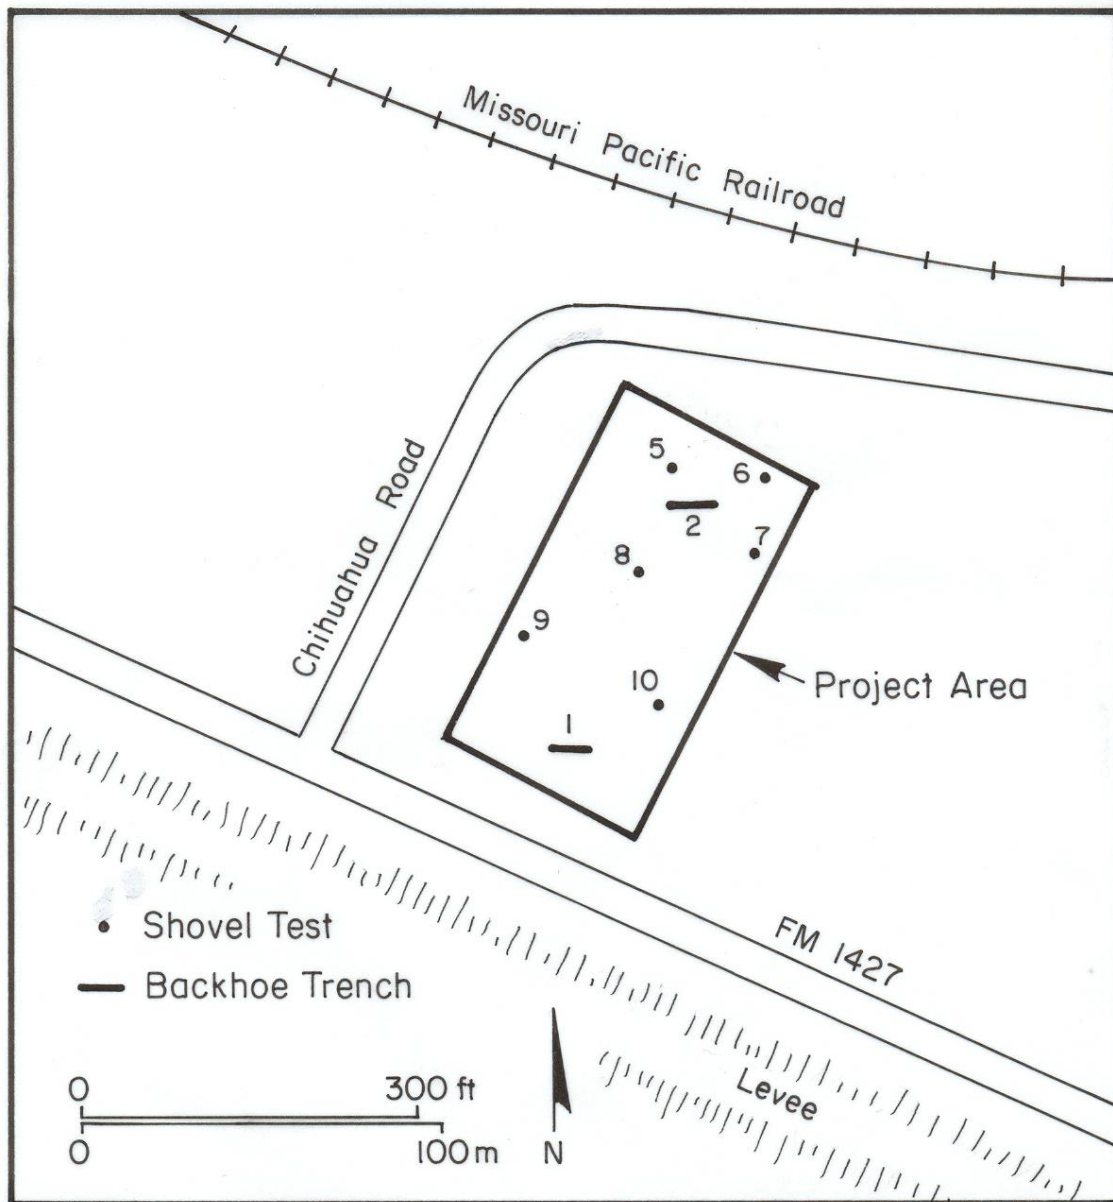 Missouri Pacific Railroad
Chihuahua Road
5
6
2
7
8
9
10
1
Project Area
FM 1427
Shovel Test
Backhoe Trench
Levee
0 300 ft
0 100 m
N